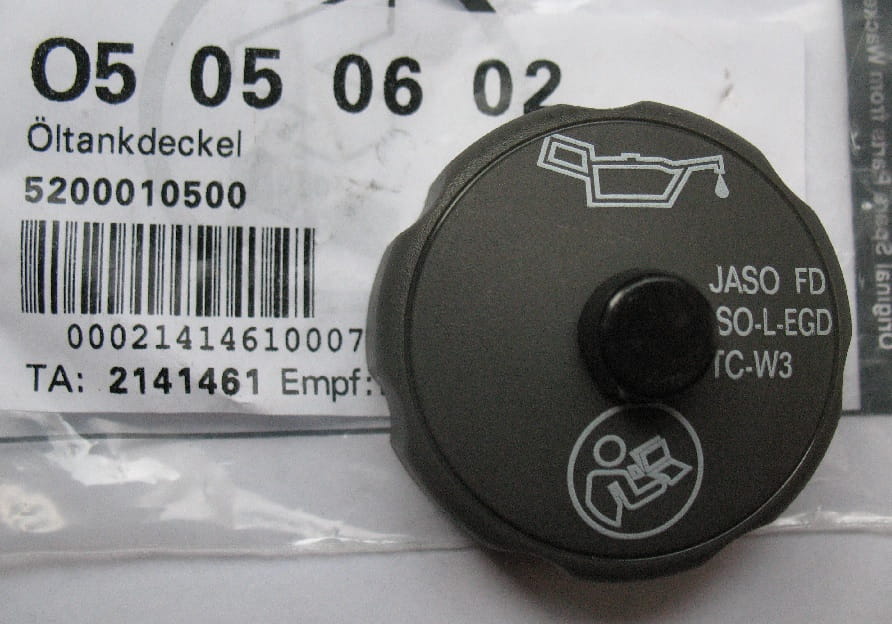 O5 05 06 02
Öltankdeckel
5200010500
00021414610007
TA: 2141461 Empf:
JASO FD
SO-L-EGD
TC-W3